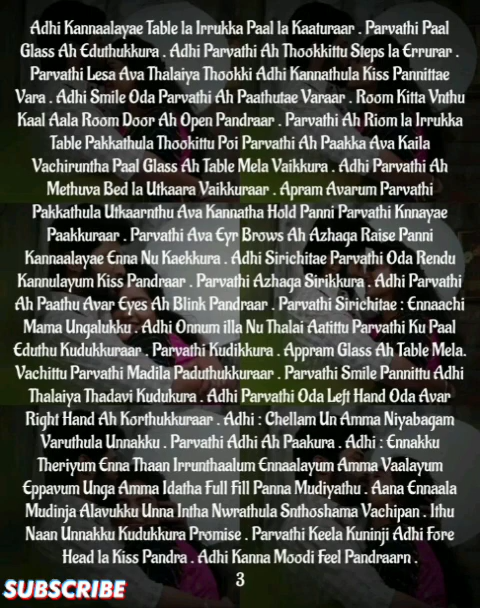 Adhi Kannaalayae Table la Irrukka Paal la Kaaturaar . Parvathi Paal
Glass Ah Eduthukkura . Adhi Parvathi Ah Thookkittu Steps la Errurar .
Parvathi Lesa Ava Thalaiya Thookki Adhi Kannathula Kiss Pannittae
Vara . Adhi Smile Oda Parvathi Ah Paathutae Varaar . Room Kitta Vnthu
Kaal Aala Room Door Ah Open Pandraar . Parvathi Ah Riom la Irrukka
Table Pakkathula Thookittu Poi Parvathi Ah Paakka Ava Kaila
Vachiruntha Paal Glass Ah Table Mela Vaikkura . Adhi Parvathi Ah
Methuva Bed la Utkaara Vaikkuraar . Apram Avarum Parvathi
Pakkathula Utkaarnthu Ava Kannatha Hold Panni Parvathi Knnayae
Paakkuraar . Parvathi Ava Eyr Brows Ah Azhaga Raise Panni
Kannaalayae Enna Nu Kaekkura . Adhi Sirichitae Parvathi Oda Rendu
Kannulayum Kiss Pandraar . Parvathi Azhaga Sirikkura . Adhi Parvathi
Ah Paathu Avar Eyes Ah Blink Pandraar . Parvathi Sirichitae : Ennaachi
Mama Ungalukku . Adhi Onnum illa Nu Thalai Aatittu Parvathi Ku Paal
Eduthu Kudukkuraar . Parvathi Kudikkura . Appram Glass Ah Table Mela.
Vachittu Parvathi Madila Paduthukkuraar . Parvathi Smile Pannittu Adhi
Thalaiya Thadavi Kudukura . Adhi Parvathi Oda Left Hand Oda Avar
Right Hand Ah Korthukkuraar . Adhi : Chellam Un Amma Niyabagam
Varuthula Unnakku . Parvathi Adhi Ah Paakura . Adhi : Ennakku
Theriyum Enna Thaan Irrunthaalum Ennaalayum Amma Vaalayum
Eppavum Unga Amma Idatha Full Fill Panna Mudiyathu . Aana Ennaala
Mudinja Alavukku Unna Intha Nwrathula Snthoshama Vachipan . Ithu
Naan Unnakku Kudukkura Promise . Parvathi Keela Kuninji Adhi Fore
Head la Kiss Pandra . Adhi Kanna Moodi Feel Pandraarn .
3
SUBSCRIBE